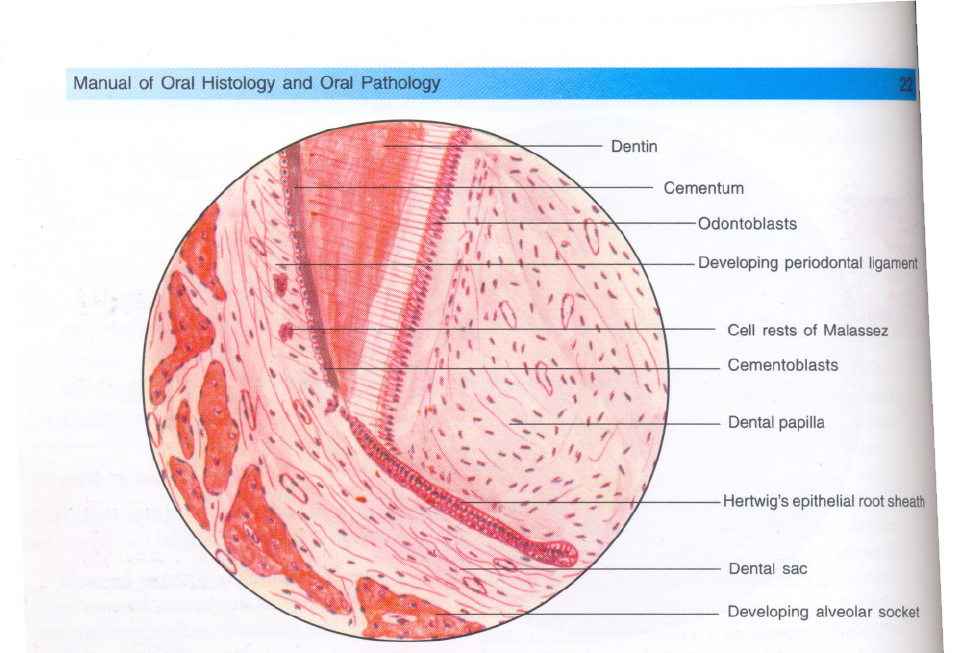 Manual of Oral Histology and Oral Pathology 22
Dentin
Cementum
Odontoblasts
Developing periodontal ligament
Cell rests of Malassez
Cementoblasts
Dental papilla
Hertwig's epithelial root sheath
Dental sac
Developing alveolar socket